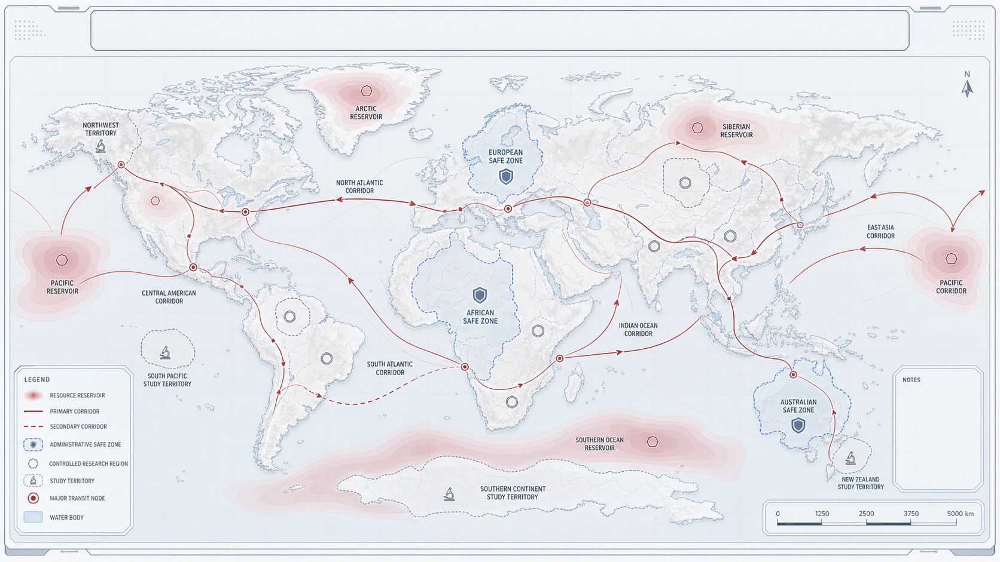 N
ARCTIC
RESERVOIR
NORTHWEST
TERRITORY
SIBERIAN
RESERVOIR
EUROPEAN
SAFE ZONE
NORTH ATLANTIC
CORRIDOR
EAST ASIA
CORRIDOR
PACIFIC
RESERVOIR
PACIFIC
CORRIDOR
CENTRAL AMERICAN
CORRIDOR
AFRICAN
SAFE ZONE
INDIAN OCEAN
CORRIDOR
SOUTH ATLANTIC
CORRIDOR
SOUTH PACIFIC
STUDY TERRITORY
AUSTRALIAN
SAFE ZONE
SOUTHERN OCEAN
RESERVOIR
SOUTHERN CONTINENT
STUDY TERRITORY
NEW ZEALAND
STUDY TERRITORY
LEGEND
RESOURCE RESERVOIR
PRIMARY CORRIDOR
SECONDARY CORRIDOR
ADMINISTRATIVE SAFE ZONE
CONTROLLED RESEARCH REGION
STUDY TERRITORY
MAJOR TRANSIT NODE
WATER BODY
NOTES
0 1250 2500 3750 5000 km